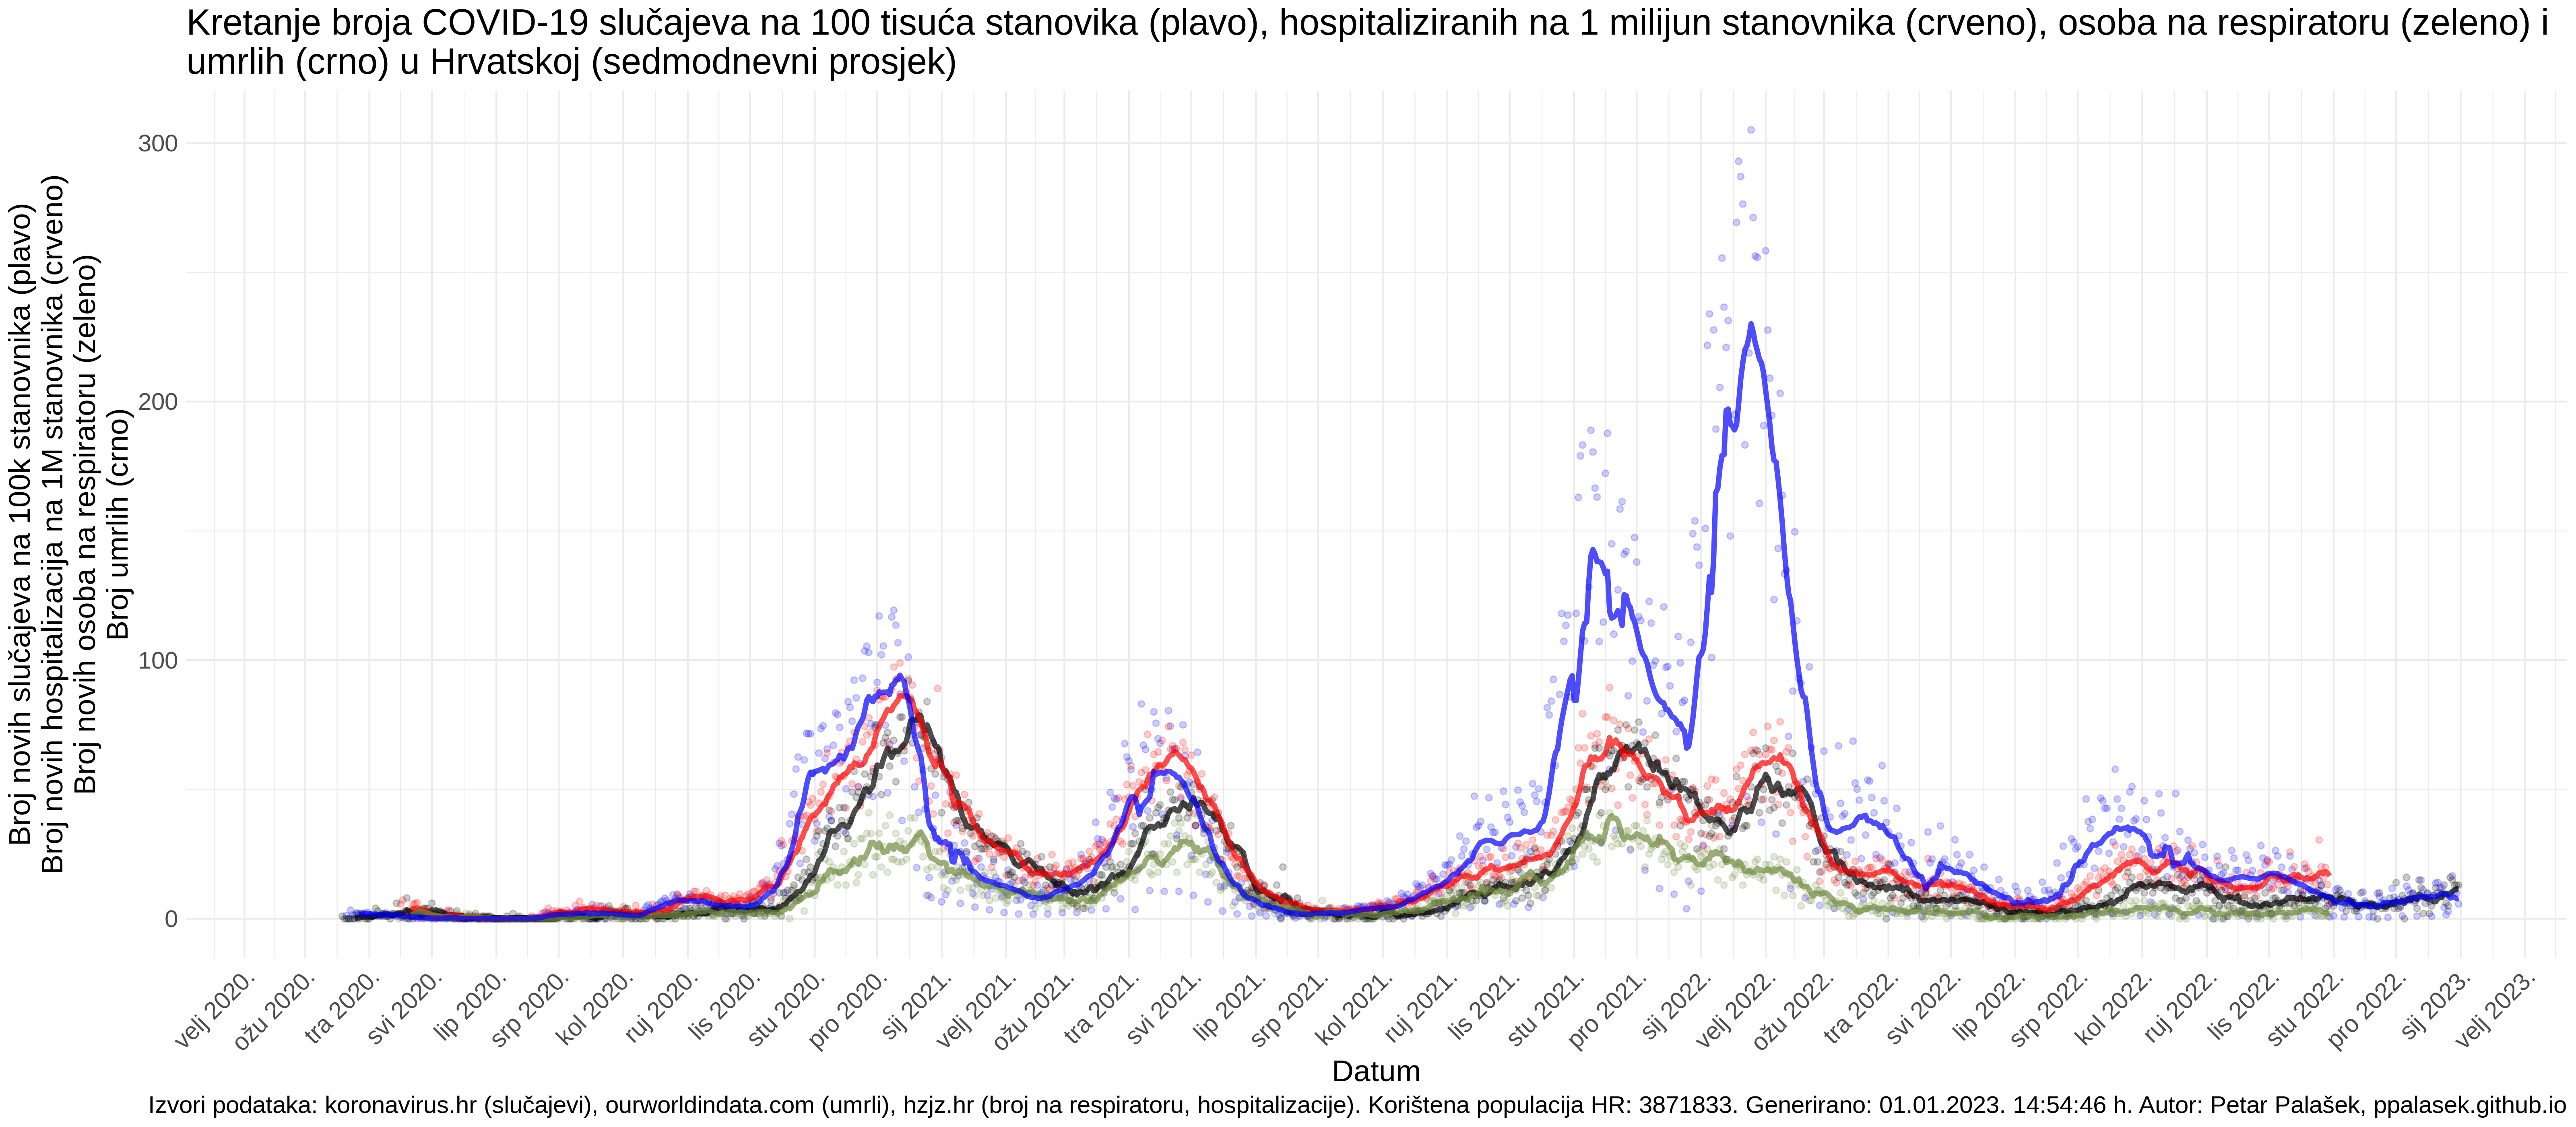 Kretanje broja COVID-19 slučajeva na 100 tisuća stanovika (plavo), hospitaliziranih na 1 milijun stanovnika (crveno), osoba na respiratoru (zeleno) i
umrlih (crno) u Hrvatskoj (sedmodnevni prosjek)
Broj novih slučajeva na 100k stanovnika (plavo)
Broj novih hospitalizacija na 1M stanovnika (crveno)
Broj novih osoba na respiratoru (zeleno)
Broj umrlih (crno)
300
200
100
0
velj 2020.
ožu 2020.
tra 2020.
svi 2020.
lip 2020.
srp 2020.
kol 2020.
ruj 2020.
lis 2020.
stu 2020.
pro 2020.
sij 2021.
velj 2021.
ožu 2021.
tra 2021.
svi 2021.
lip 2021.
srp 2021.
kol 2021.
ruj 2021.
lis 2021.
stu 2021.
pro 2021.
sij 2022.
velj 2022.
ožu 2022.
tra 2022.
svi 2022.
lip 2022.
srp 2022.
kol 2022.
ruj 2022.
lis 2022.
stu 2022.
pro 2022.
sij 2023.
velj 2023.
Datum
Izvori podataka: koronavirus.hr (slučajevi), ourworldindata.com (umrli), hzjz.hr (broj na respiratoru, hospitalizacije). Korištena populacija HR: 3871833. Generirano: 01.01.2023. 14:54:46 h. Autor: Petar Palašek, ppalasek.github.io